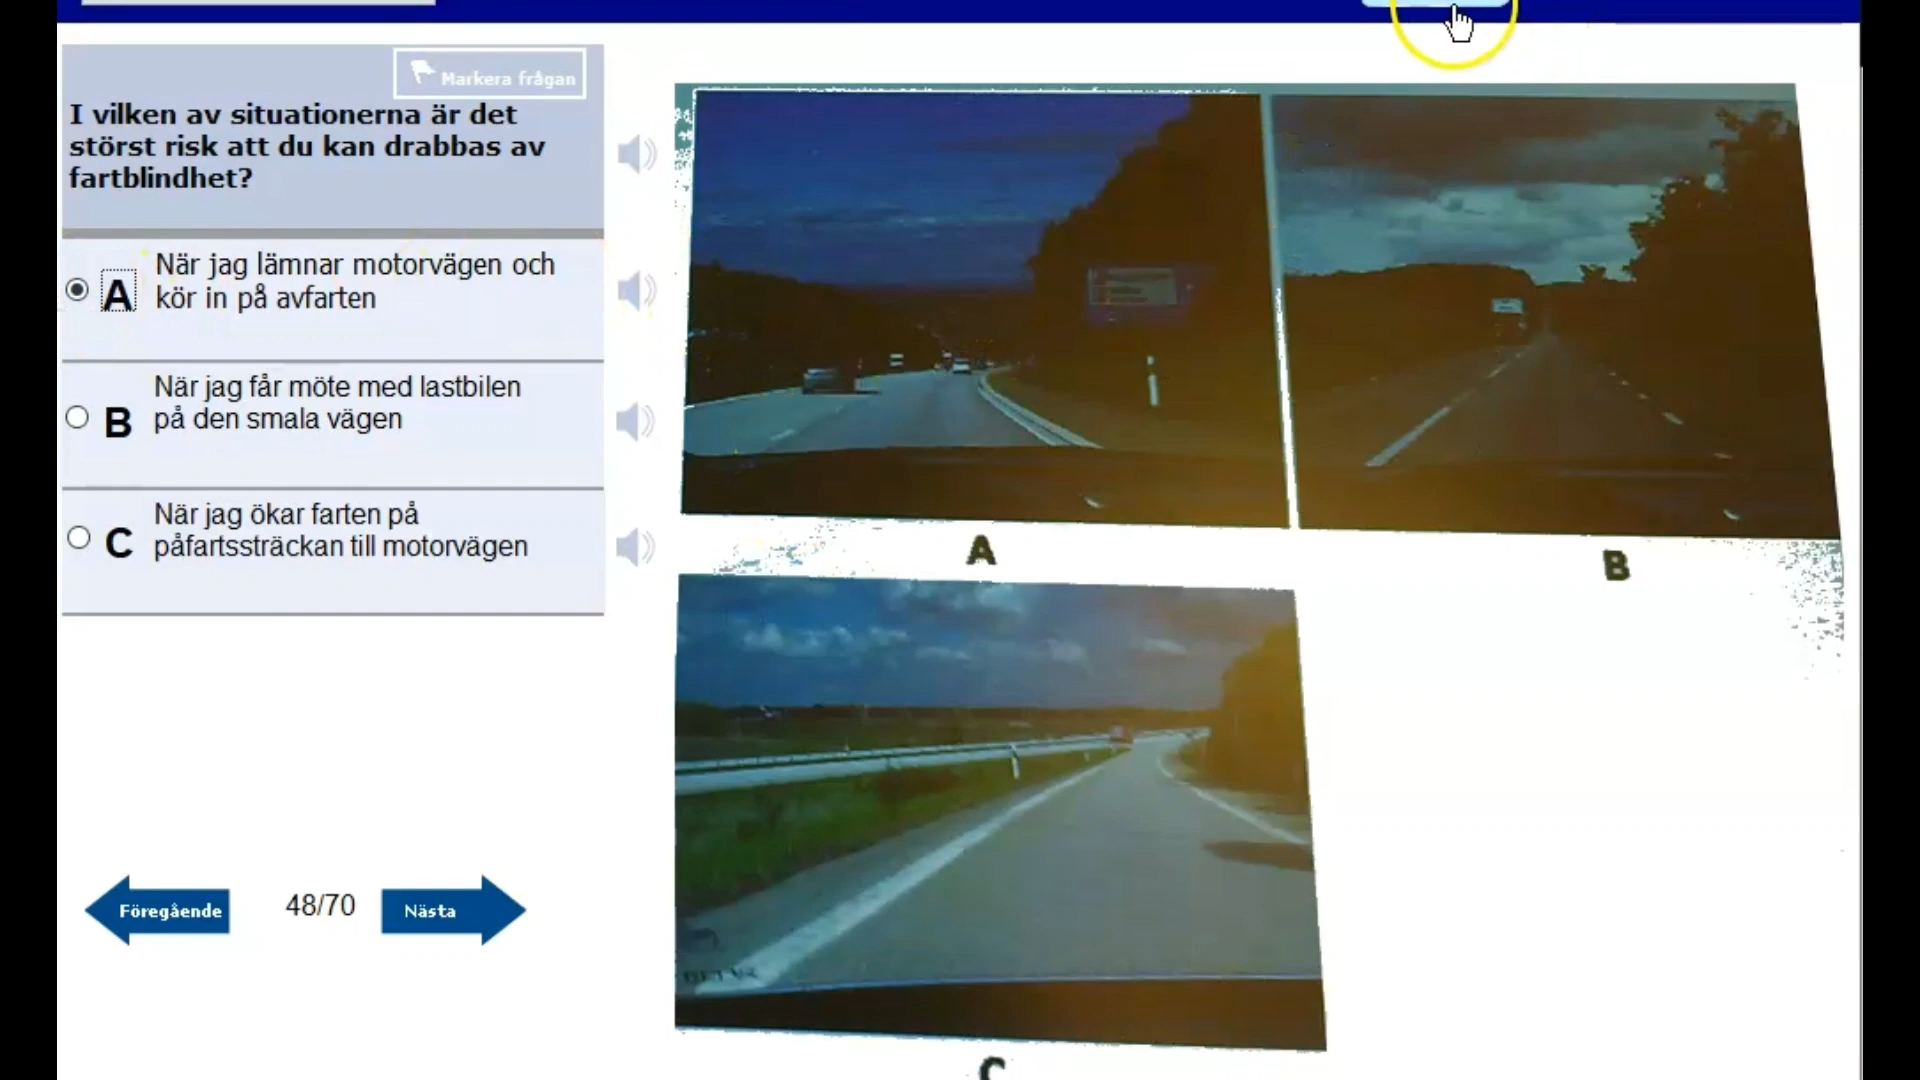 Markera frågan
I vilken av situationerna är det
störst risk att du kan drabbas av
fartblindhet?
A
När jag lämnar motorvägen och
kör in på avfarten
B
När jag får möte med lastbilen
på den smala vägen
C
När jag ökar farten på
påfartssträckan till motorvägen
Föregående
48/70
Nästa
A
B
C